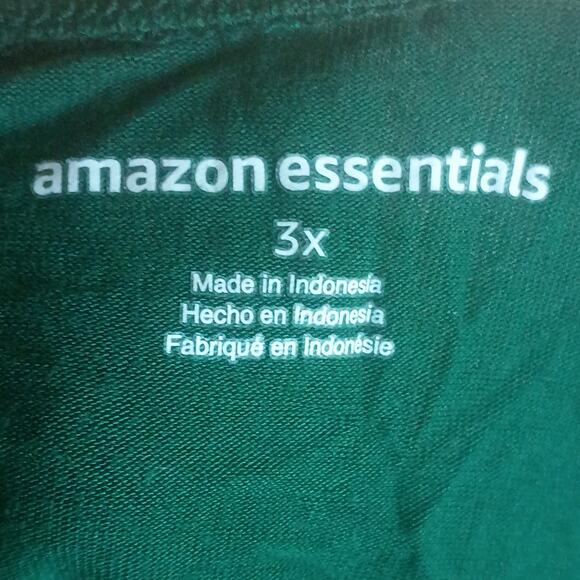 amazon essentials
3x
Made in Indonesia
Hecho en Indonesia
Fabriqué en Indonésie